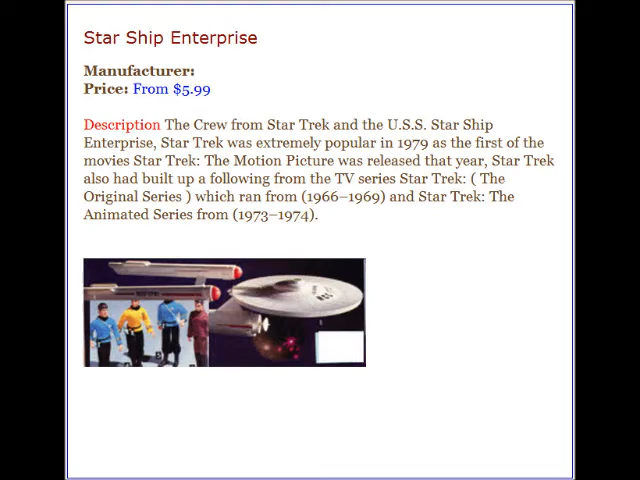 Star Ship Enterprise
Manufacturer:
Price: From $5.99
Description The Crew from Star Trek and the U.S.S. Star Ship
Enterprise, Star Trek was extremely popular in 1979 as the first of the
movies Star Trek: The Motion Picture was released that year, Star Trek
also had built up a following from the TV series Star Trek: ( The
Original Series ) which ran from (1966–1969) and Star Trek: The
Animated Series from (1973–1974).